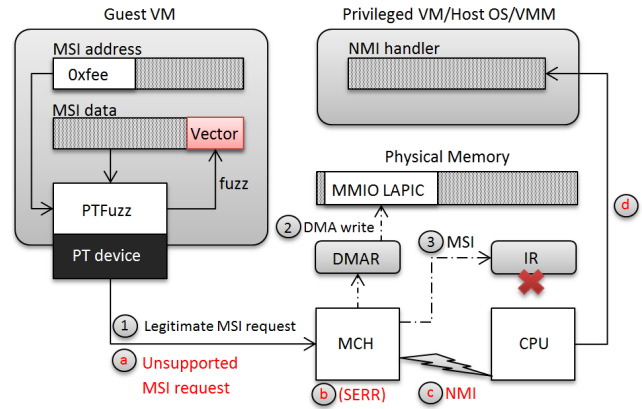 Guest VM
Privileged VM/Host OS/VMM
MSI address
0xfee
NMI handler
MSI data
Vector
fuzz
PTFuzz
PT device
Physical Memory
MMIO LAPIC
d
2 DMA write
3 MSI
DMAR
IR
1 Legitimate MSI request
MCH
CPU
a Unsupported
MSI request
b (SERR)
c NMI